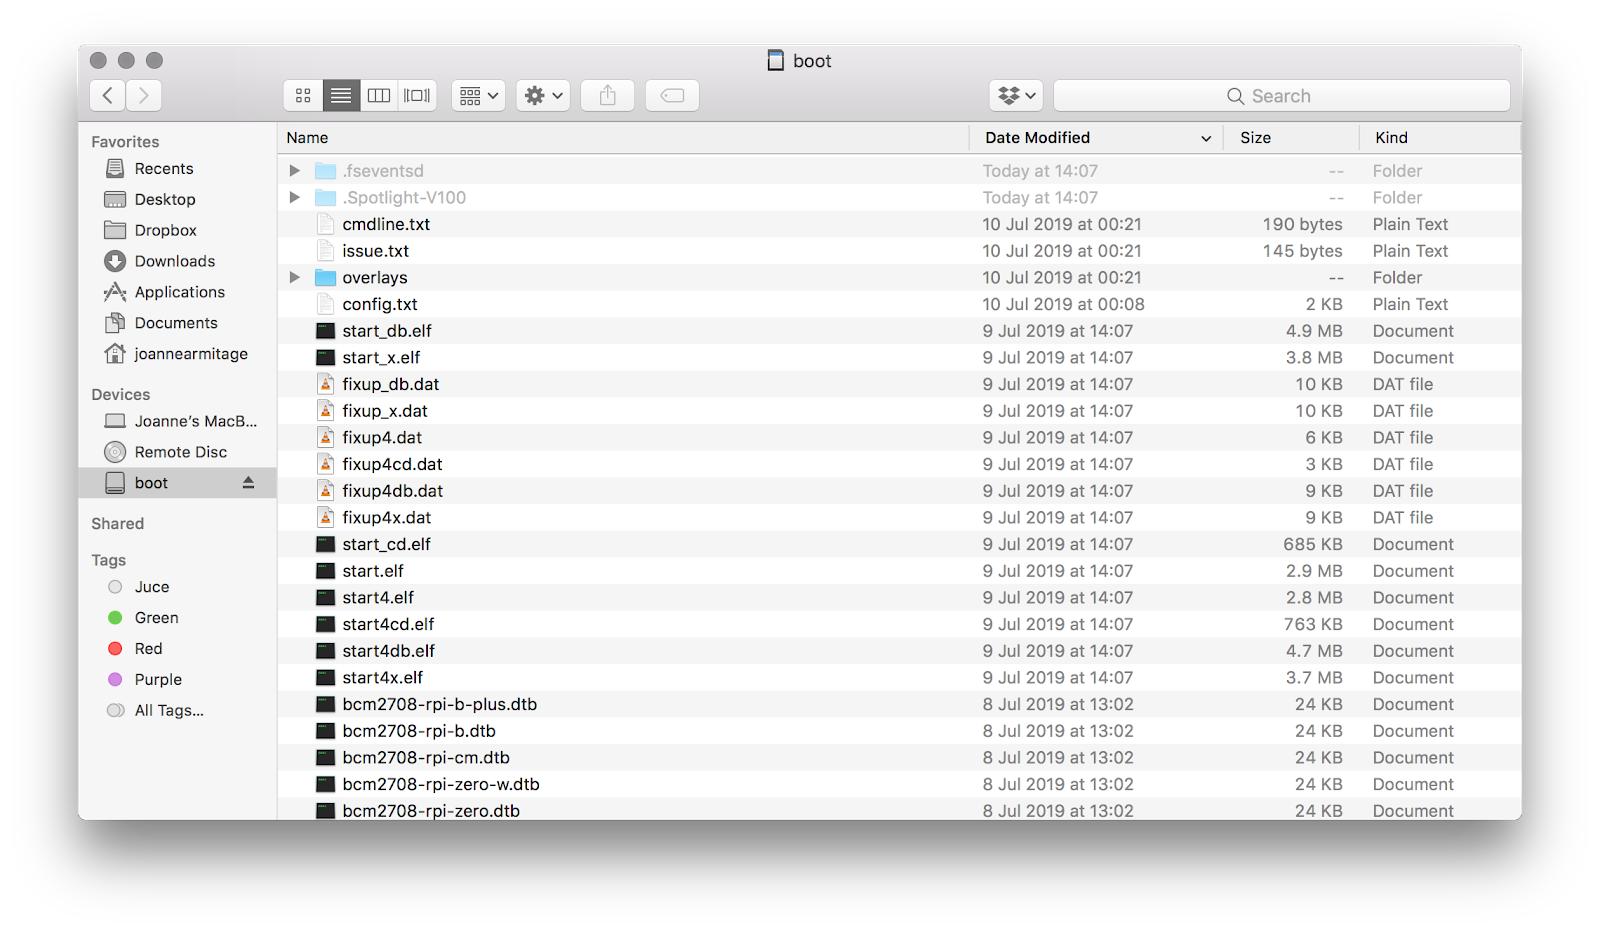 boot
Search
Favorites
Recents
Desktop
Dropbox
Downloads
Applications
Documents
joannearmitage
Devices
Joanne's MacB...
Remote Disc
boot
Shared
Tags
Juce
Green
Red
Purple
All Tags...
Name Date Modified Size Kind
.fseventsd Today at 14:07 -- Folder
.Spotlight-V100 Today at 14:07 -- Folder
cmdline.txt 10 Jul 2019 at 00:21 190 bytes Plain Text
issue.txt 10 Jul 2019 at 00:21 145 bytes Plain Text
overlays 10 Jul 2019 at 00:21 -- Folder
config.txt 10 Jul 2019 at 00:08 2 KB Plain Text
start_db.elf 9 Jul 2019 at 14:07 4.9 MB Document
start_x.elf 9 Jul 2019 at 14:07 3.8 MB Document
fixup_db.dat 9 Jul 2019 at 14:07 10 KB DAT file
fixup_x.dat 9 Jul 2019 at 14:07 10 KB DAT file
fixup4.dat 9 Jul 2019 at 14:07 6 KB DAT file
fixup4cd.dat 9 Jul 2019 at 14:07 3 KB DAT file
fixup4db.dat 9 Jul 2019 at 14:07 9 KB DAT file
fixup4x.dat 9 Jul 2019 at 14:07 9 KB DAT file
start_cd.elf 9 Jul 2019 at 14:07 685 KB Document
start.elf 9 Jul 2019 at 14:07 2.9 MB Document
start4.elf 9 Jul 2019 at 14:07 2.8 MB Document
start4cd.elf 9 Jul 2019 at 14:07 763 KB Document
start4db.elf 9 Jul 2019 at 14:07 4.7 MB Document
start4x.elf 9 Jul 2019 at 14:07 3.7 MB Document
bcm2708-rpi-b-plus.dtb 8 Jul 2019 at 13:02 24 KB Document
bcm2708-rpi-b.dtb 8 Jul 2019 at 13:02 24 KB Document
bcm2708-rpi-cm.dtb 8 Jul 2019 at 13:02 24 KB Document
bcm2708-rpi-zero-w.dtb 8 Jul 2019 at 13:02 24 KB Document
bcm2708-rpi-zero.dtb 8 Jul 2019 at 13:02 24 KB Document